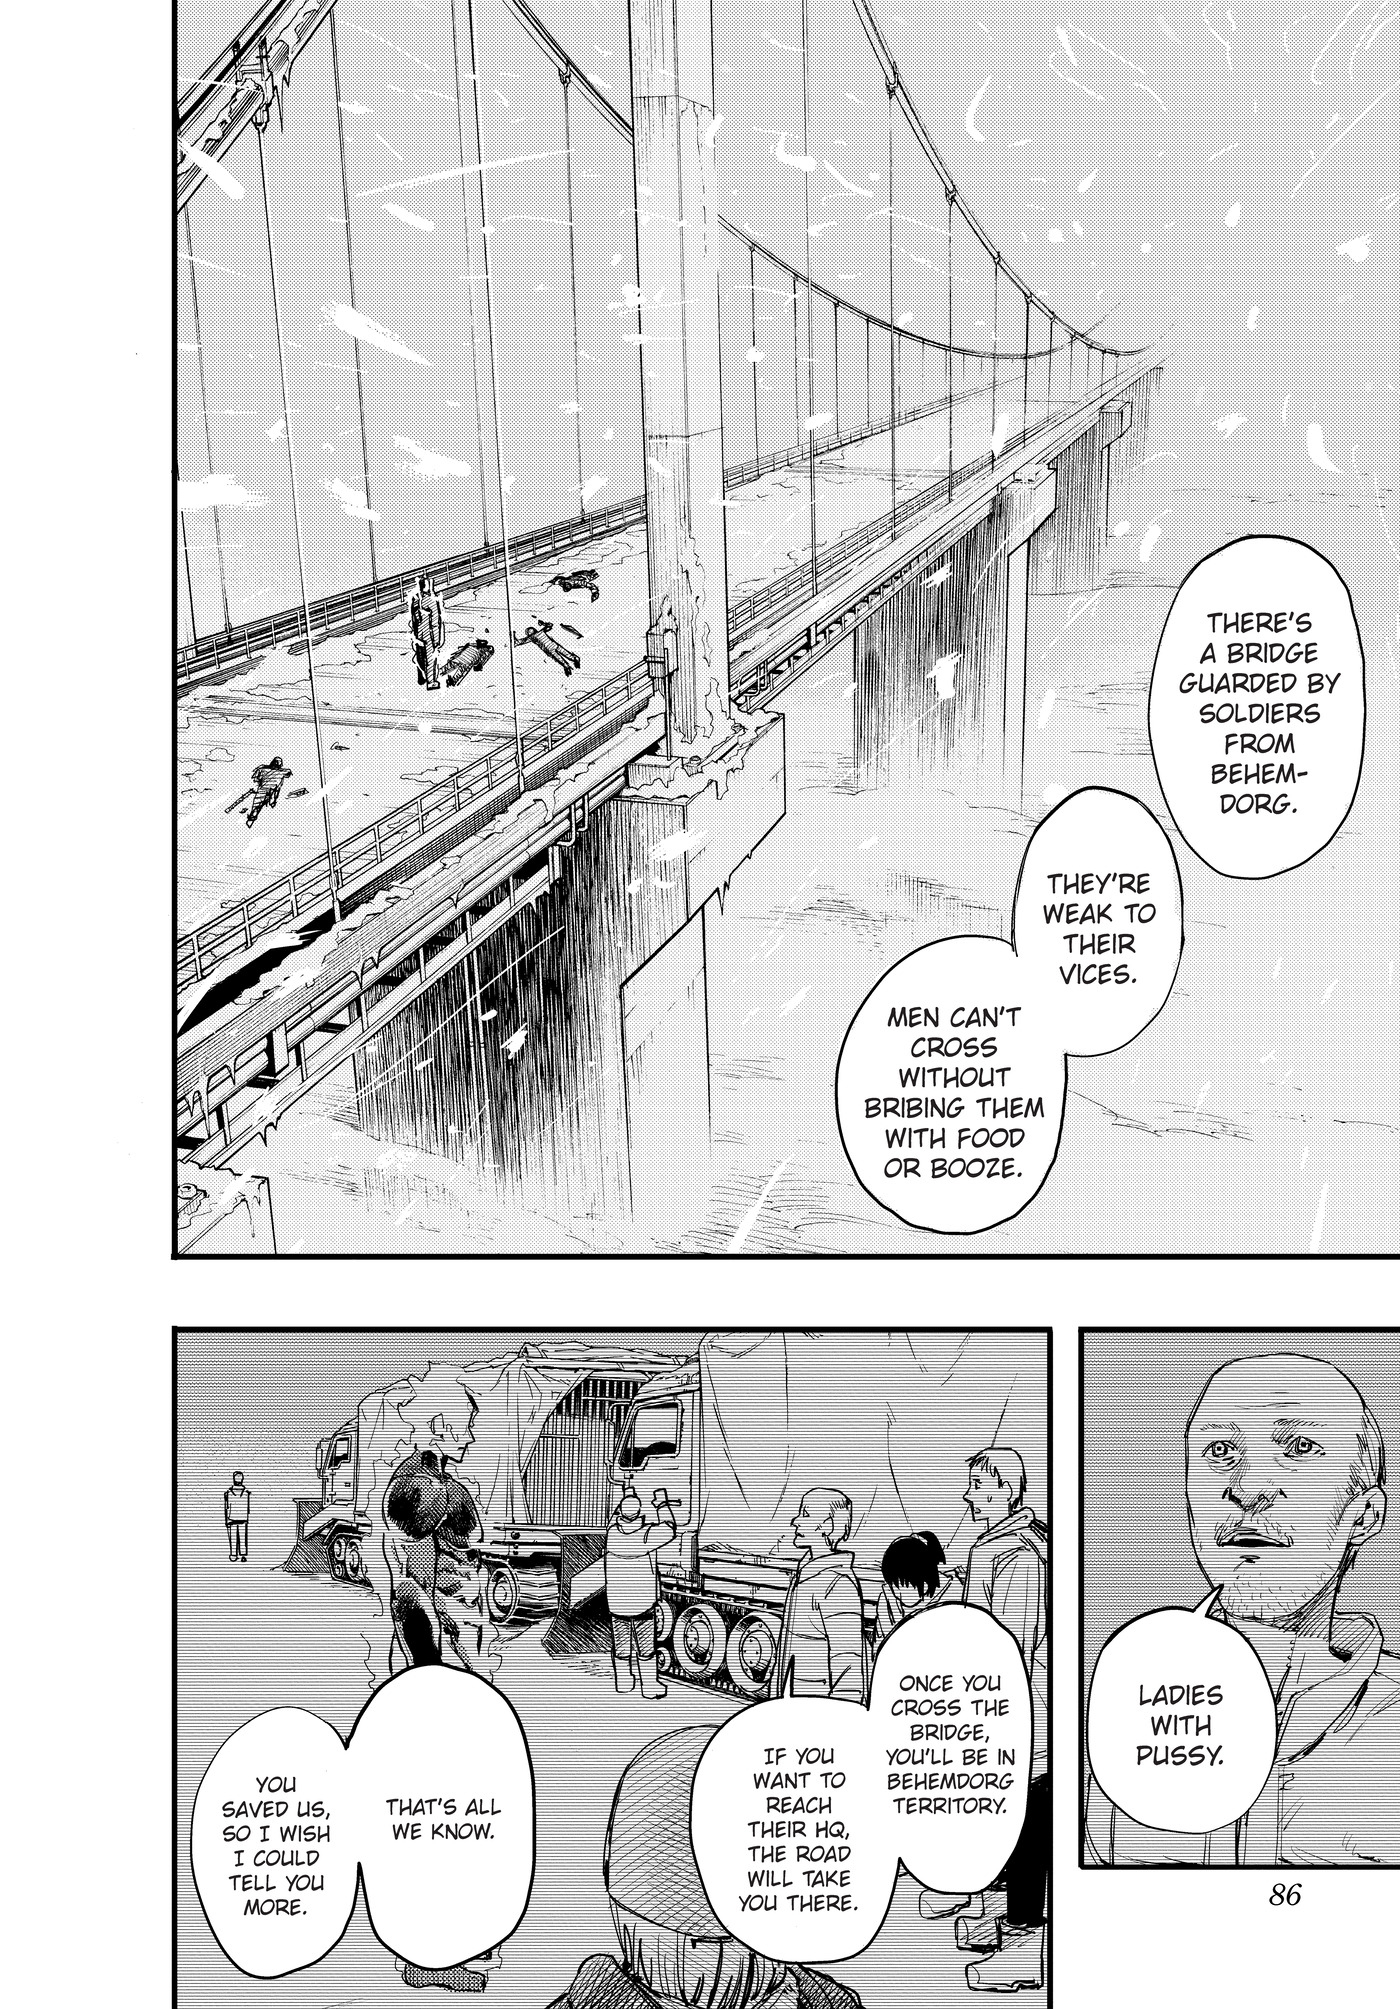 THERE'S
A BRIDGE
GUARDED BY
SOLDIERS
FROM
BEHEM-
DORG.
THEY'RE
WEAK TO
THEIR
VICES.
MEN CAN'T
CROSS
WITHOUT
BRIBING THEM
WITH FOOD
OR BOOZE.
LADIES
WITH
PUSSY.
ONCE YOU
CROSS THE
BRIDGE,
YOU'LL BE IN
BEHEMDORG
TERRITORY.
IF YOU
WANT TO
REACH
THEIR HQ,
THE ROAD
WILL TAKE
YOU THERE.
THAT'S ALL
WE KNOW.
YOU
SAVED US,
SO I WISH
I COULD
TELL YOU
MORE.
86